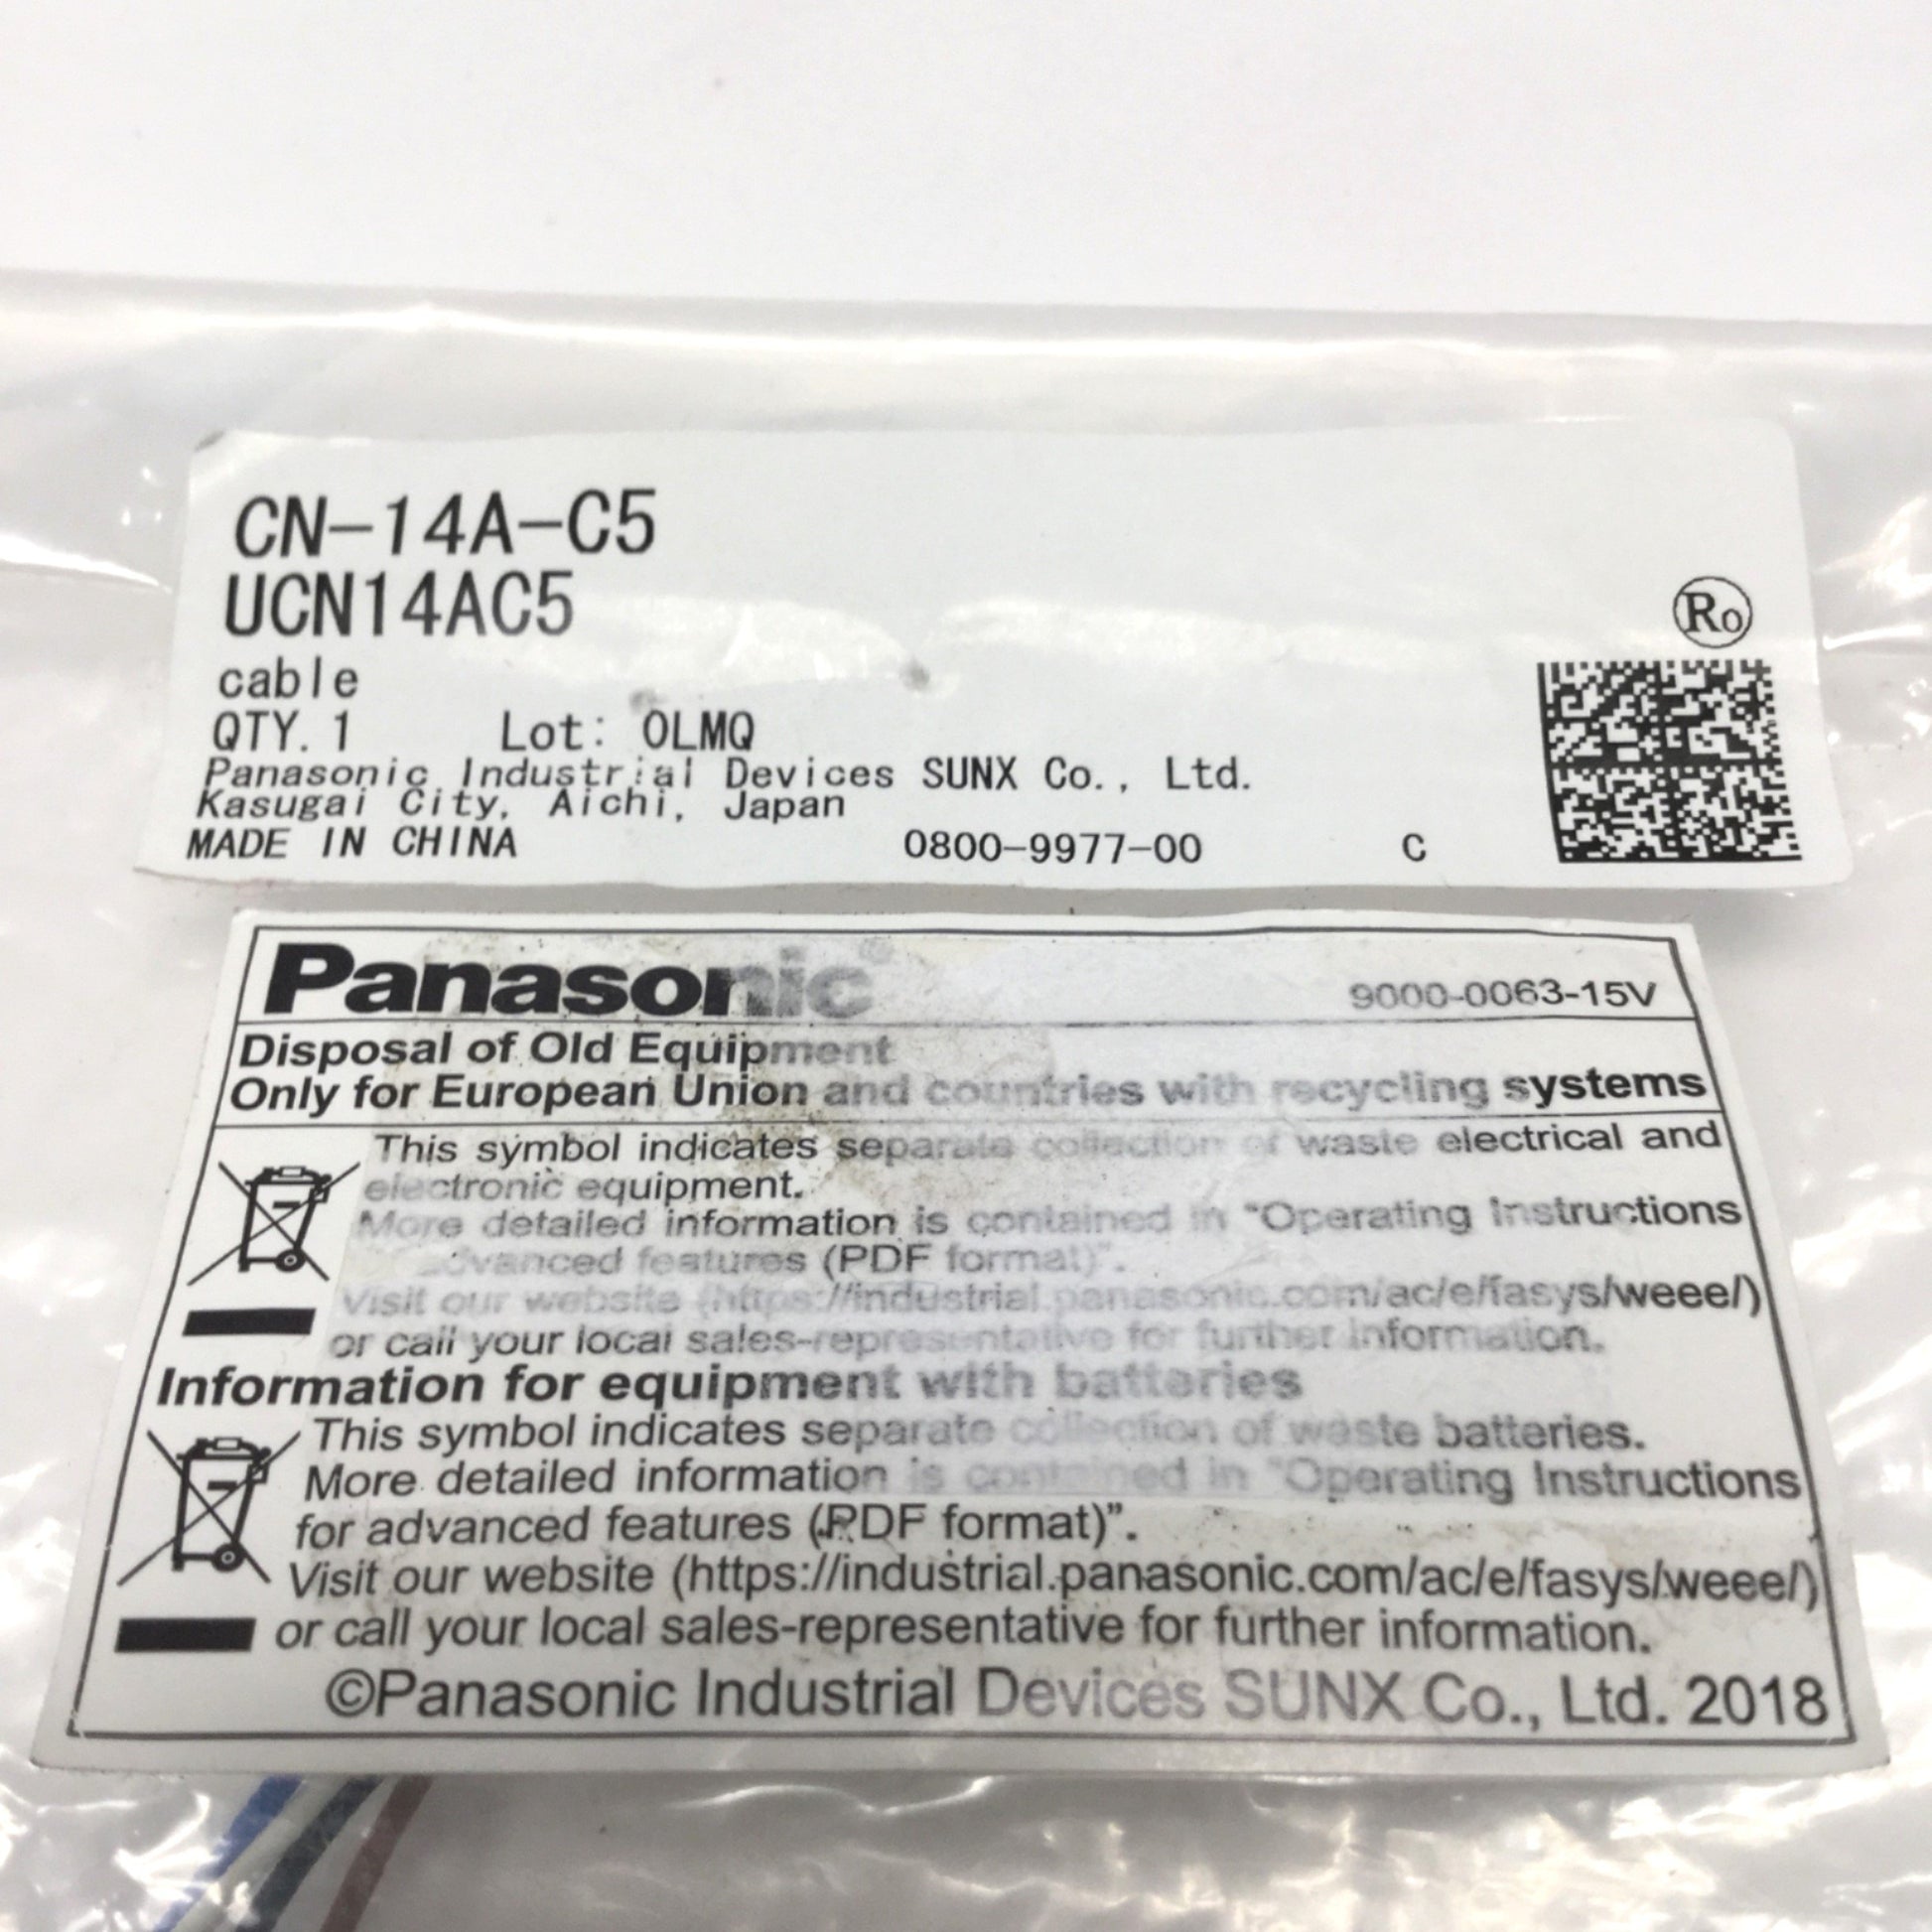 CN-14A-C5
UCN14AC5
cable
QTY. 1 Lot: 0LMQ
Panasonic Industrial Devices SUNX Co., Ltd.
Kasugai City, Aichi, Japan
MADE IN CHINA 0800-9977-00 C
Ro
Panasonic® 9000-0063-15V
Disposal of Old Equipment
Only for European Union and countries with recycling systems
This symbol indicates separate collection of waste electrical and
electronic equipment.
More detailed information is contained in "Operating Instructions
advanced features (PDF format)".
Visit our website (https://industrial.panasonic.com/ac/e/fasys/weee/)
or call your local sales-representative for further information.
Information for equipment with batteries
This symbol indicates separate collection of waste batteries.
More detailed information is contained in "Operating Instructions
for advanced features (PDF format)".
Visit our website (https://industrial.panasonic.com/ac/e/fasys/weee/)
or call your local sales-representative for further information.
©Panasonic Industrial Devices SUNX Co., Ltd. 2018